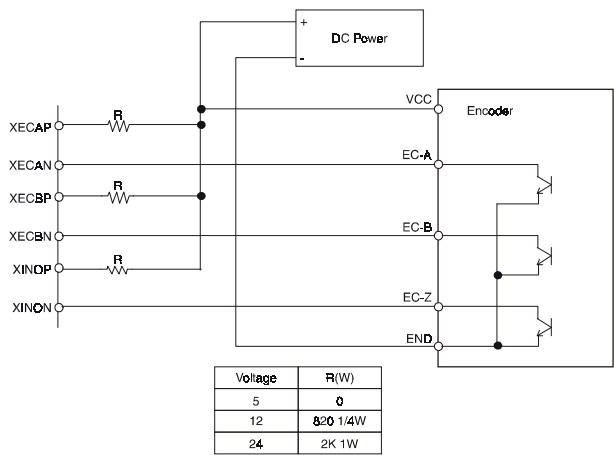 +
DC Power
-
VCC
Encoder
R
XECAP
XECAN
EC-A
R
XECBP
XECBN
EC-B
R
XINOP
XINON
EC-Z
END
Voltage R(W)
5 0
12 820 1/4W
24 2K 1W